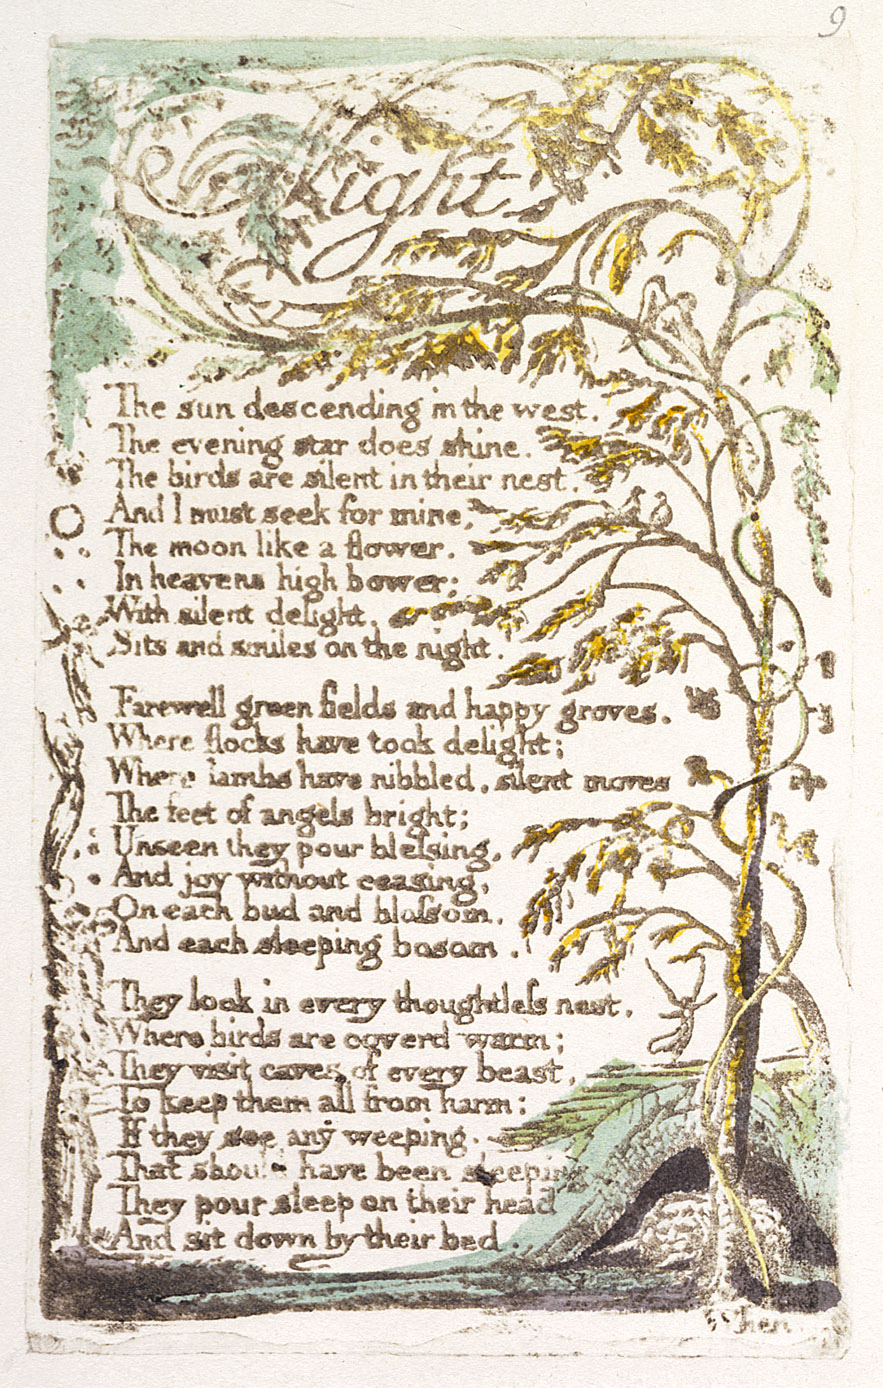 9
Night
The sun descending in the west.
The evening star does shine.
The birds are silent in their nest.
And I must seek for mine,
The moon like a flower.
In heavens high bower;
With silent delight,
Sits and smiles on the night.
Farewell green fields and happy groves,
Where flocks have took delight;
Where lambs have nibbled, silent moves
The feet of angels bright;
Unseen they pour bleſsing,
And joy without ceasing,
On each bud and bloſsom,
And each sleeping bosom.
They look in every thoughtleſs nest,
Where birds are coverd warm;
They visit caves of every beast,
To keep them all from harm:
If they see any weeping.
That should have been sleeping
They pour sleep on their head
And sit down by their bed.